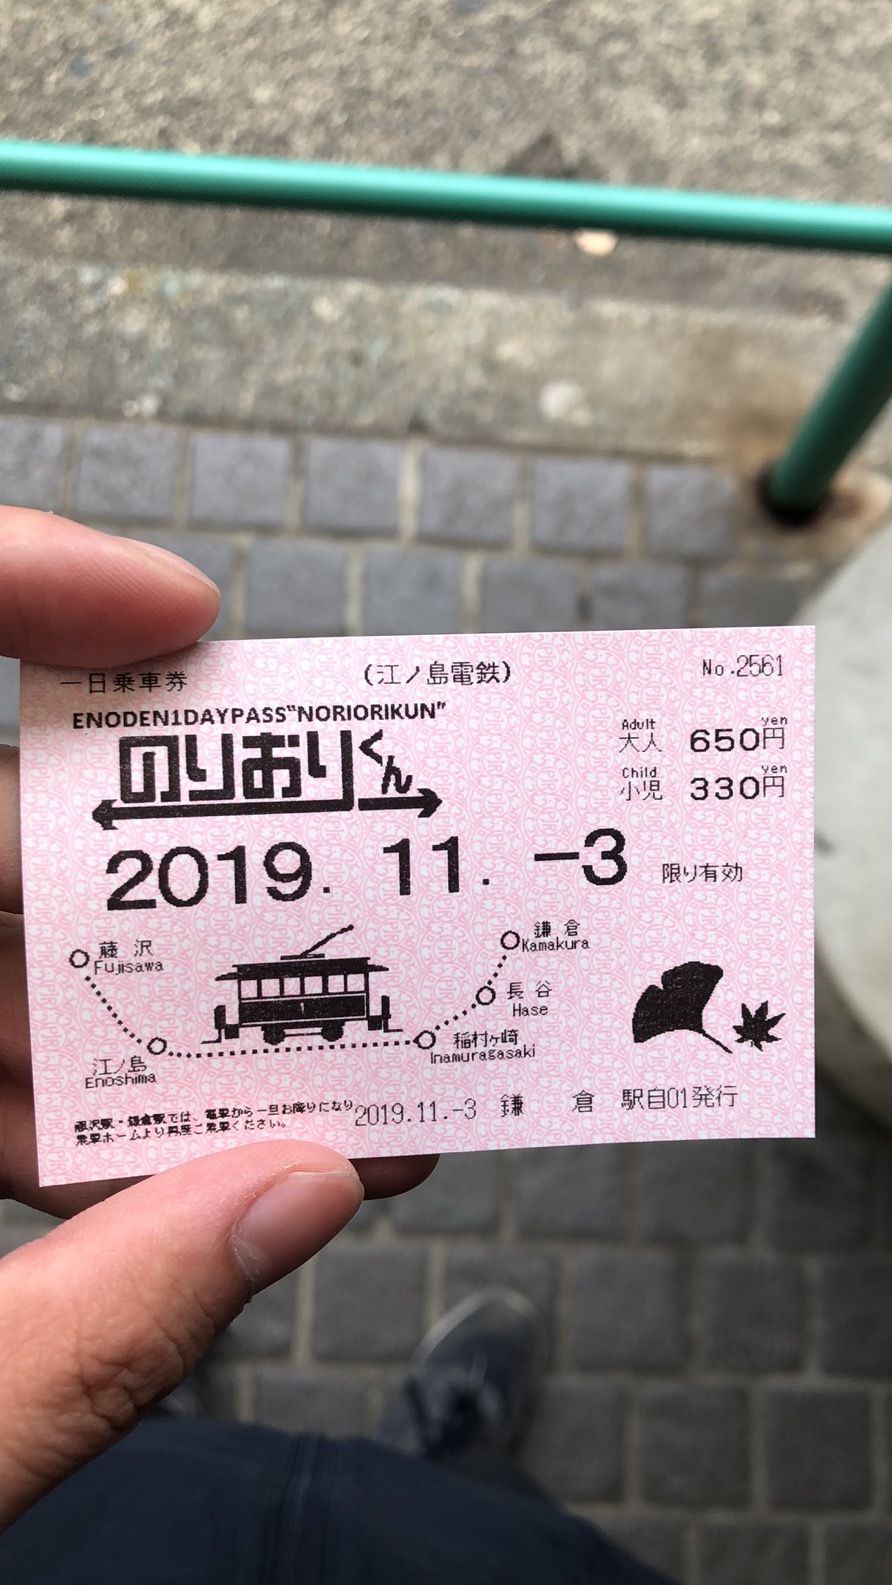 一日乗車券 (江ノ島電鉄) No.2561
ENODEN1DAYPASS"NORIORIKUN"
のりおりくん
Adult yen
大人 650円
Child yen
小児 330円
2019. 11. -3 限り有効
藤沢
Fujisawa
江ノ島
Enoshima
1
鎌倉
Kamakura
長谷
Hase
稲村ヶ崎
Inamuragasaki
藤沢駅・鎌倉駅では、電車から一旦お降りになり
乗車ホームより再度ご乗車ください。
2019.11.-3 鎌 倉 駅自01発行